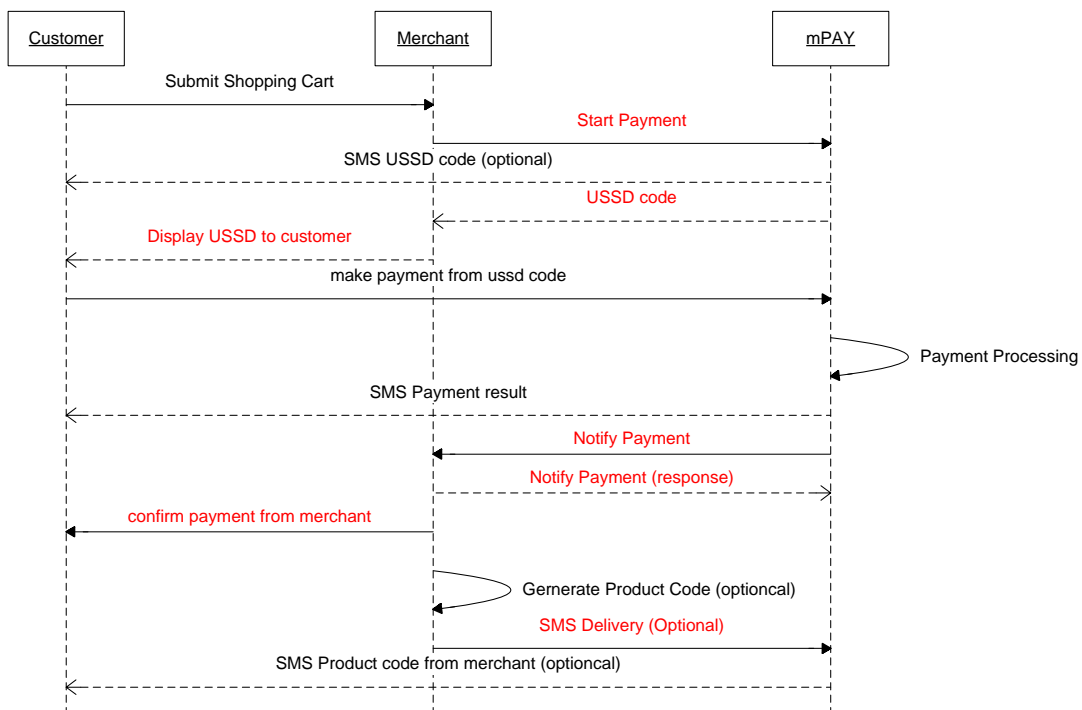 Customer
Merchant
mPAY
Submit Shopping Cart
Start Payment
SMS USSD code (optional)
USSD code
Display USSD to customer
make payment from ussd code
Payment Processing
SMS Payment result
Notify Payment
Notify Payment (response)
confirm payment from merchant
Gernerate Product Code (optioncal)
SMS Delivery (Optional)
SMS Product code from merchant (optioncal)